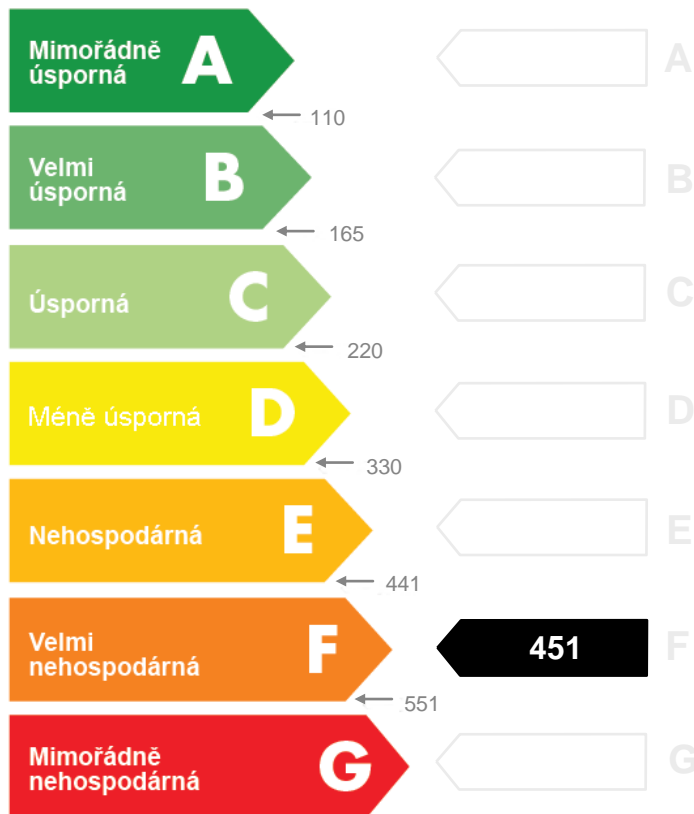 Mimořádně
úsporná
A
A
110
Velmi
úsporná
B
B
165
Úsporná
C
C
220
Méně úsporná
D
D
330
Nehospodárná
E
E
441
Velmi
nehospodárná
F
451
F
551
Mimořádně
nehospodárná
G
G